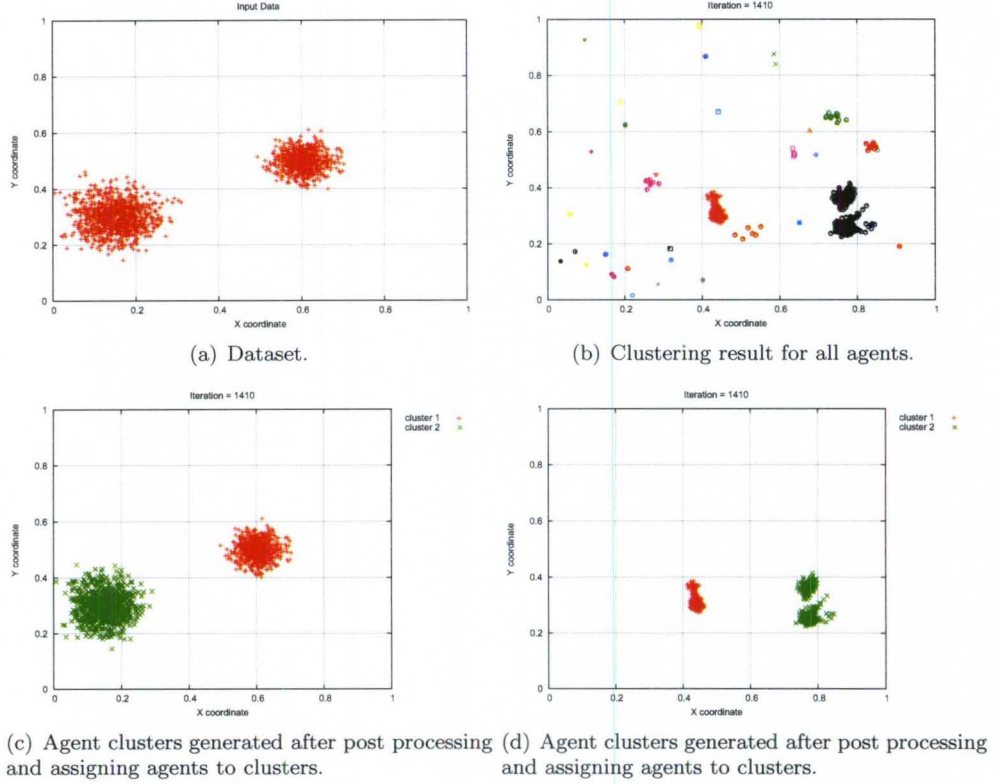 Input Data
1
0.8
0.6
0.4
0.2
0
Y coordinate
0 0.2 0.4 0.6 0.8 1
X coordinate
(a) Dataset.
Iteration = 1410
1
0.8
0.6
0.4
0.2
0
Y coordinate
0 0.2 0.4 0.6 0.8 1
X coordinate
(b) Clustering result for all agents.
Iteration = 1410
cluster 1
cluster 2
1
0.8
0.6
0.4
0.2
0
Y coordinate
0 0.2 0.4 0.6 0.8 1
X coordinate
(c) Agent clusters generated after post processing
and assigning agents to clusters.
Iteration = 1410
cluster 1
cluster 2
1
0.8
0.6
0.4
0.2
0
Y coordinate
0 0.2 0.4 0.6 0.8 1
X coordinate
(d) Agent clusters generated after post processing
and assigning agents to clusters.